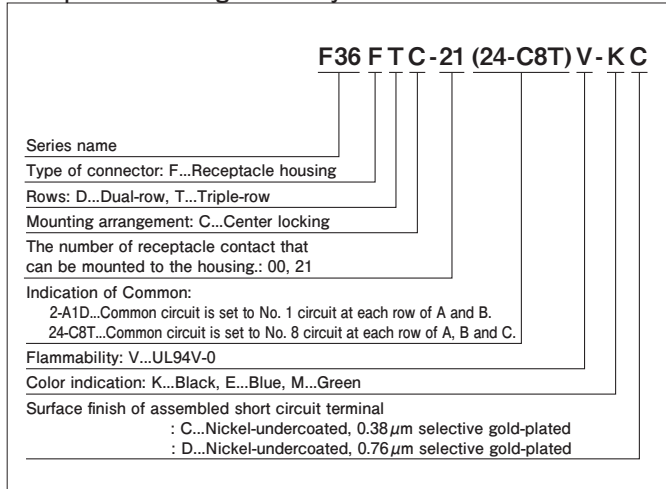 F36 F T C - 21 (24-C8T) V - K C
Series name
Type of connector: F...Receptacle housing
Rows: D...Dual-row, T...Triple-row
Mounting arrangement: C...Center locking
The number of receptacle contact that
can be mounted to the housing.: 00, 21
Indication of Common:
2-A1D...Common circuit is set to No. 1 circuit at each row of A and B.
24-C8T...Common circuit is set to No. 8 circuit at each row of A, B and C.
Flammability: V...UL94V-0
Color indication: K...Black, E...Blue, M...Green
Surface finish of assembled short circuit terminal
: C...Nickel-undercoated, 0.38μm selective gold-plated
: D...Nickel-undercoated, 0.76μm selective gold-plated